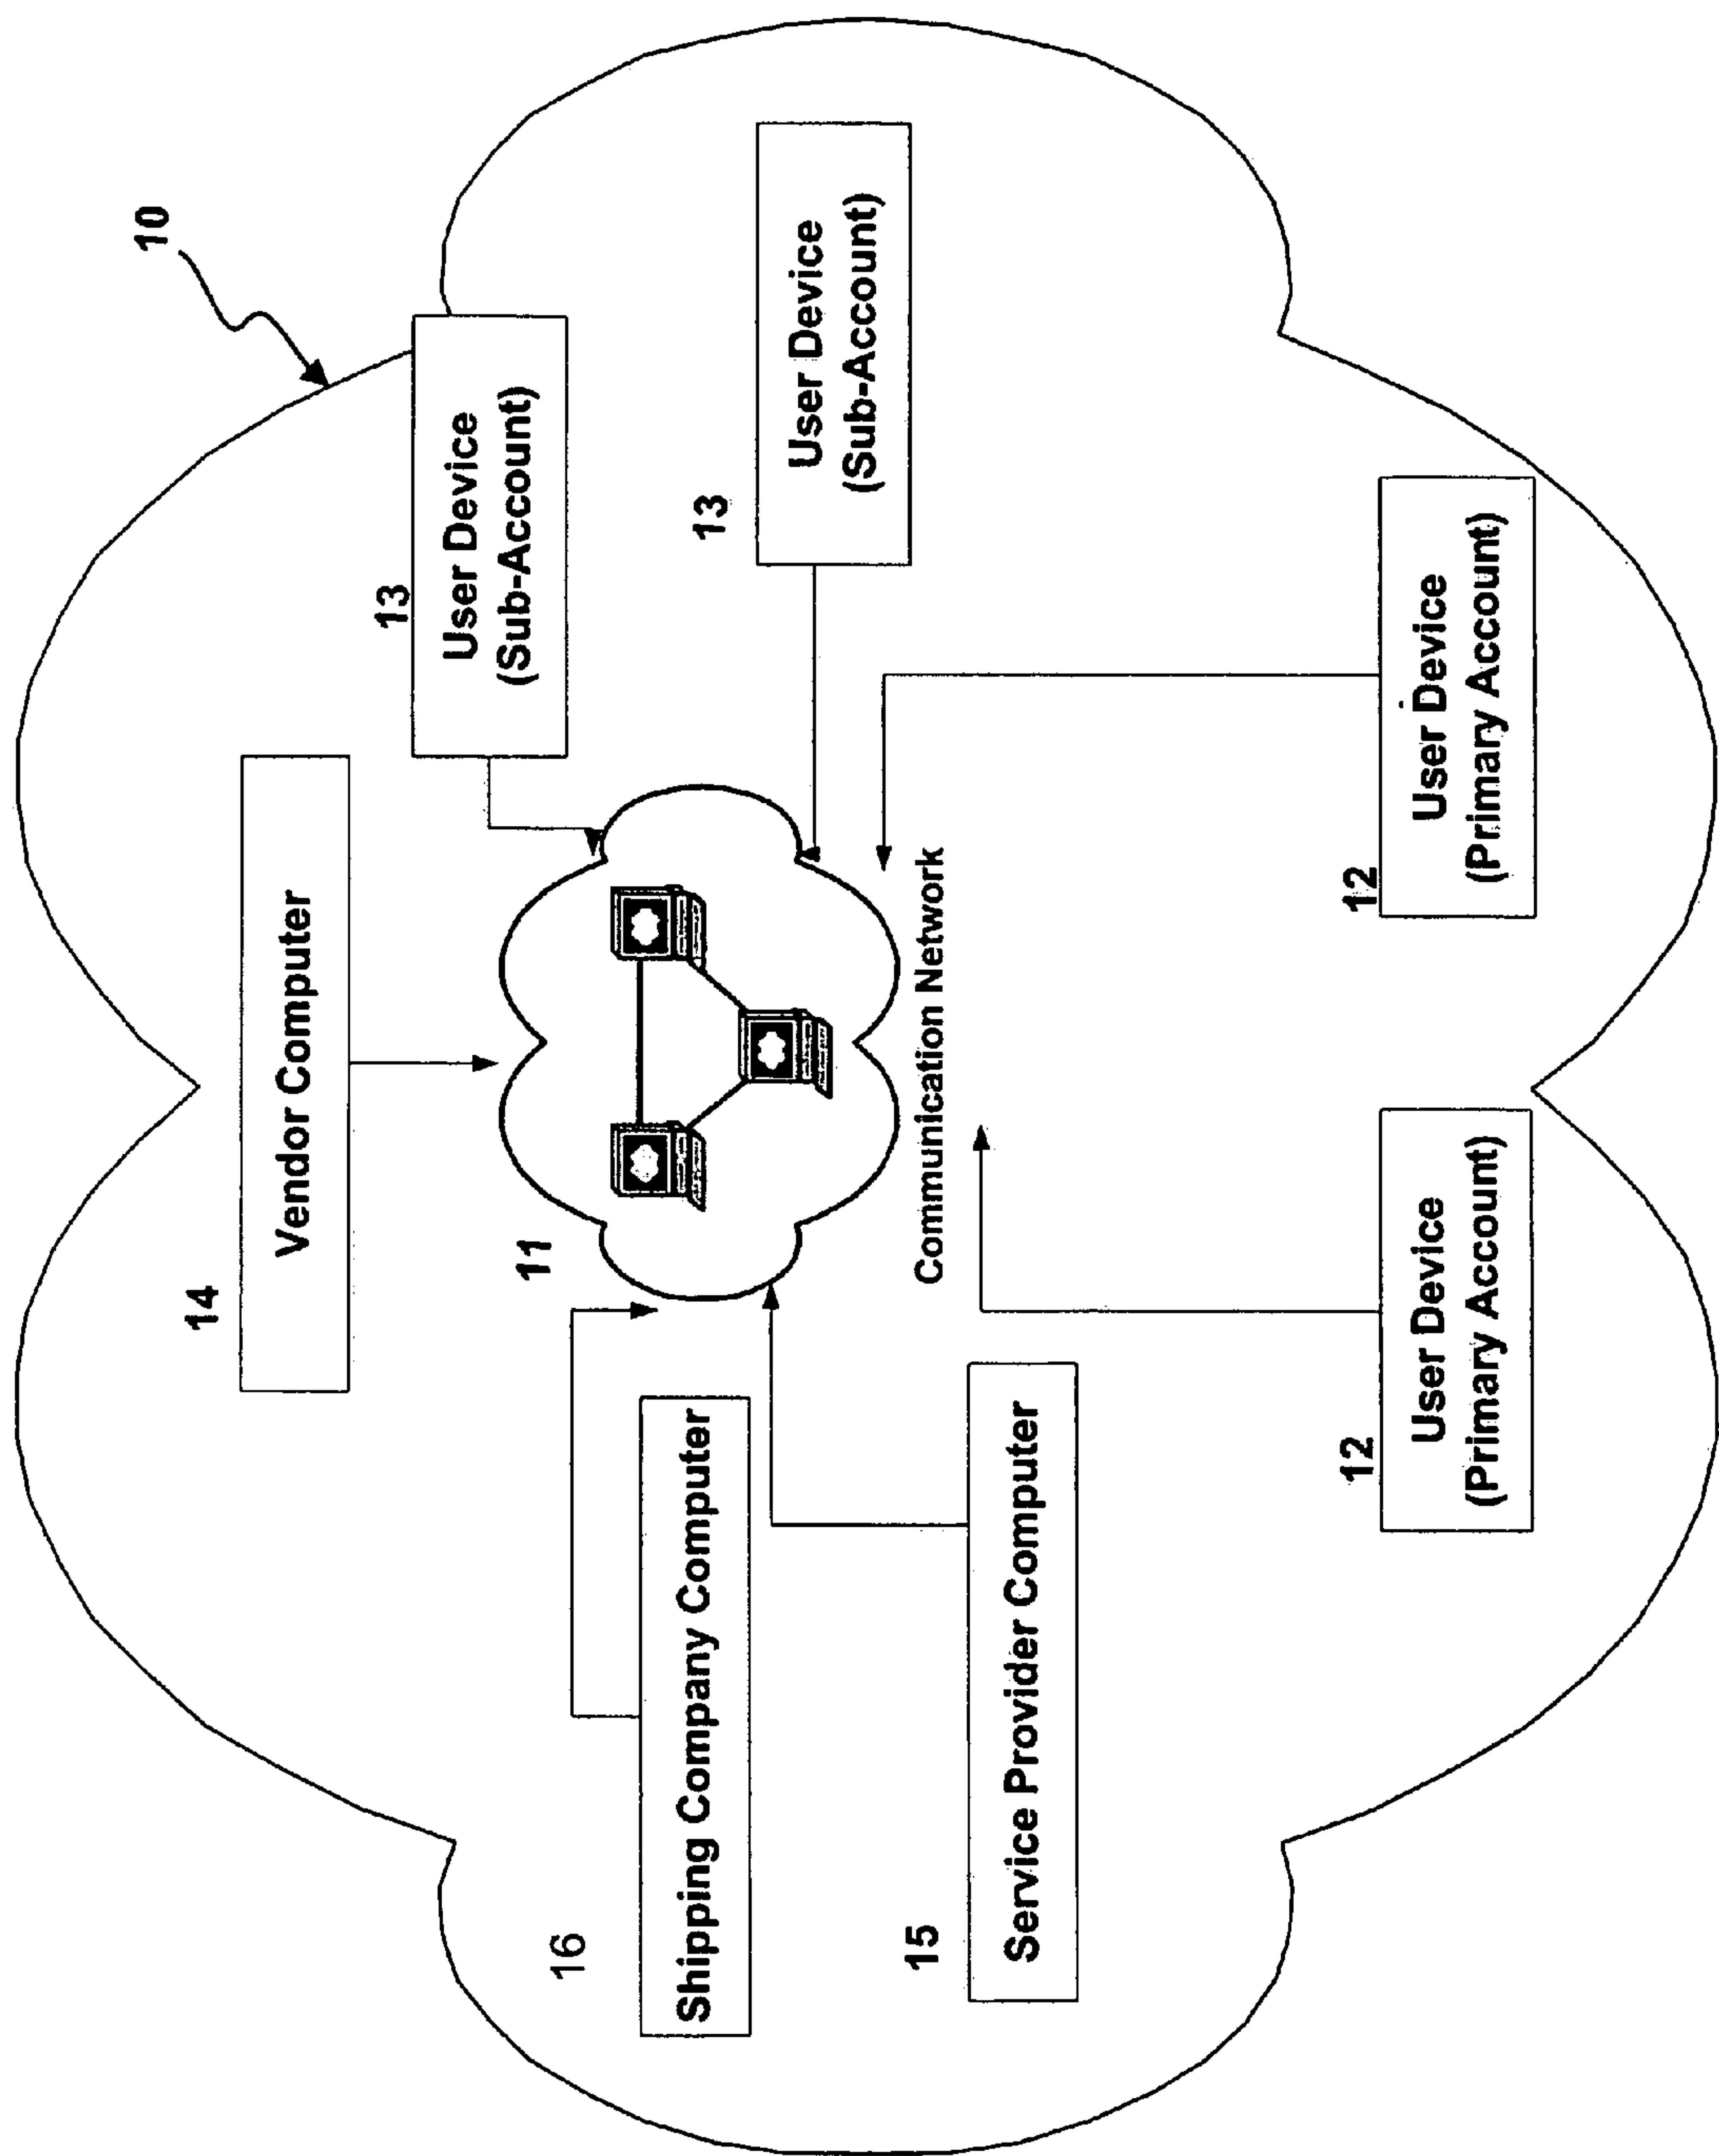 10
14
Vendor Computer
13
User Device
(Sub-Account)
16
Shipping Company Computer
11
13
User Device
(Sub-Account)
Communication Network
15
Service Provider Computer
12
User Device
(Primary Account)
12
User Device
(Primary Account)